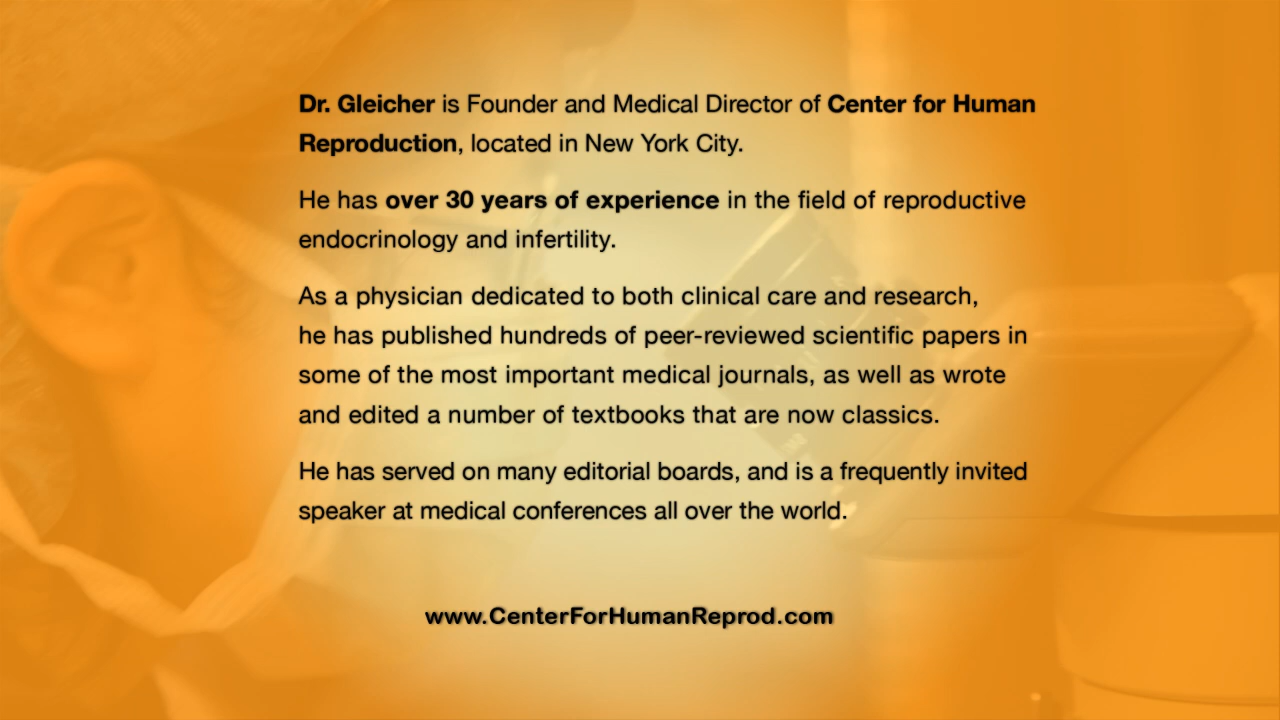 Dr. Gleicher is Founder and Medical Director of Center for Human
Reproduction, located in New York City.
He has over 30 years of experience in the field of reproductive
endocrinology and infertility.
As a physician dedicated to both clinical care and research,
he has published hundreds of peer-reviewed scientific papers in
some of the most important medical journals, as well as wrote
and edited a number of textbooks that are now classics.
He has served on many editorial boards, and is a frequently invited
speaker at medical conferences all over the world.
www.CenterForHumanReprod.com